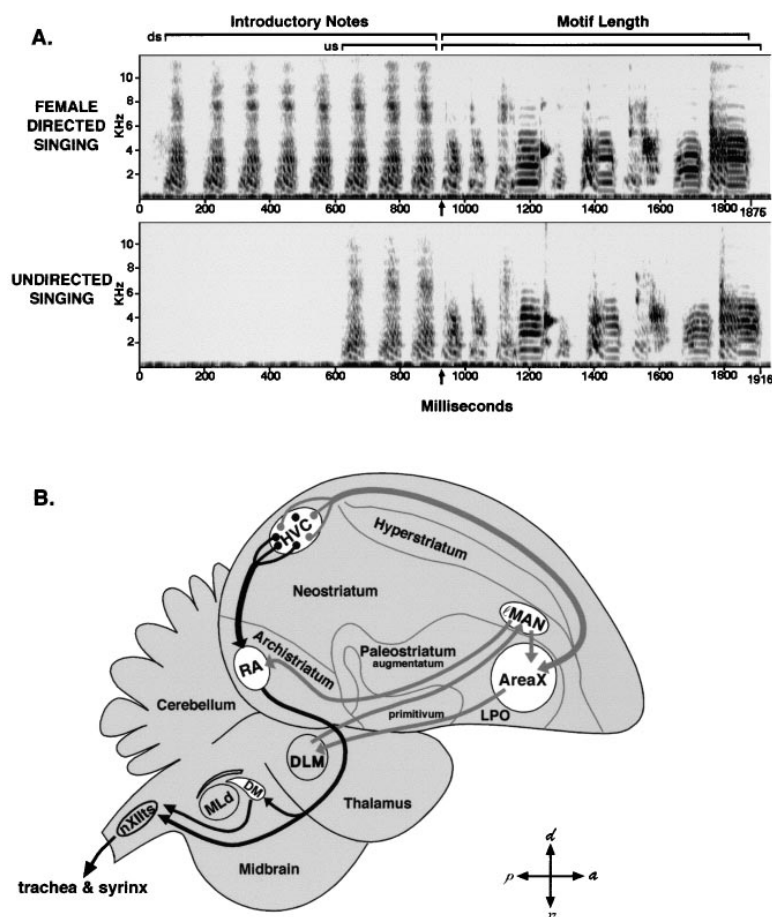 Introductory Notes Motif Length
A. ds
us
FEMALE
DIRECTED
SINGING
KHz
10
8
6
4
2
0 200 400 600 800 1000 1200 1400 1600 1800 1875
UNDIRECTED
SINGING
KHz
10
8
6
4
2
0 200 400 600 800 1000 1200 1400 1600 1800 1916
Milliseconds
B.
HVC
Hyperstriatum
Neostriatum
ℓMAN
Archistriatum
Paleostriatum
augmentatum
RA
AreaX
Cerebellum
primitivum
LPO
DLM
DM
MLd
Thalamus
nXIIts
Midbrain
d
p a
v
trachea & syrinx